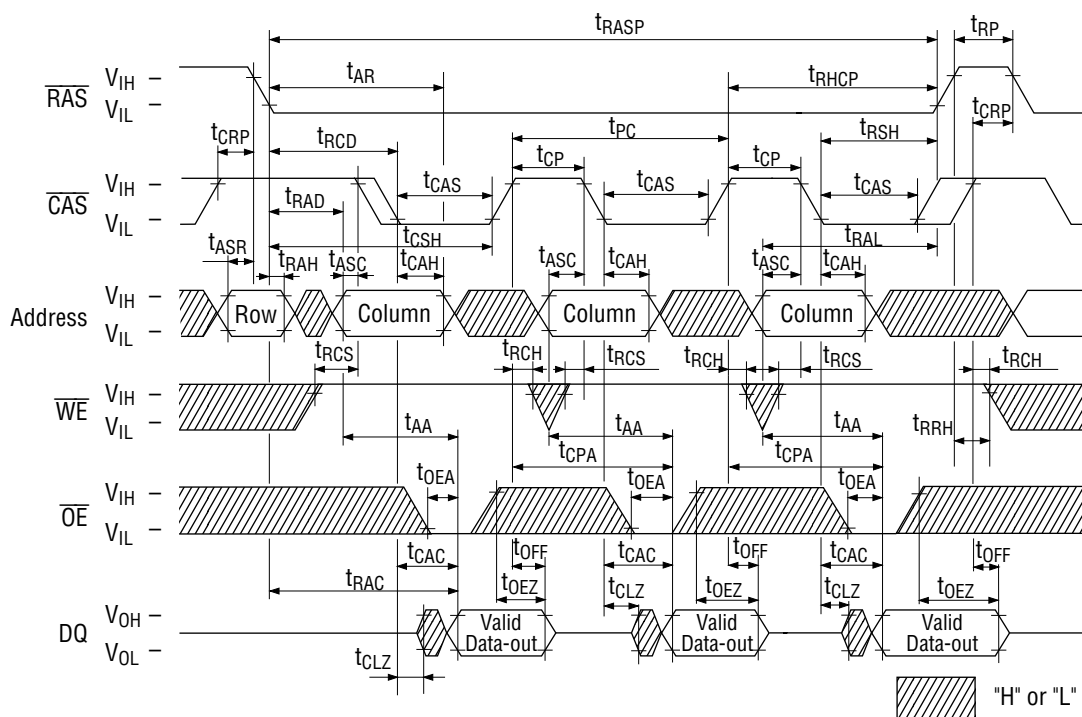 tRASP tRP
tAR tRHCP
RAS VIH
VIL
tCRP tRCD tPC tRSH tCRP
tCP tCP
CAS VIH
VIL
tCAS tCAS tCAS
tRAD
tCSH tRAL
tASR tRAH tASC tCAH tASC tCAH tASC tCAH
Address VIH
VIL
Row Column Column Column
tRCS tRCH tRCS tRCH tRCS tRCH
WE VIH
VIL
tAA tAA tAA tRRH
tCPA tCPA
tOEA tOEA tOEA
OE VIH
VIL
tCAC tOFF tCAC tOFF tCAC tOFF
tRAC tOEZ tCLZ tOEZ tCLZ tOEZ
DQ VOH
VOL
Valid Data-out Valid Data-out Valid Data-out
tCLZ
"H" or "L"